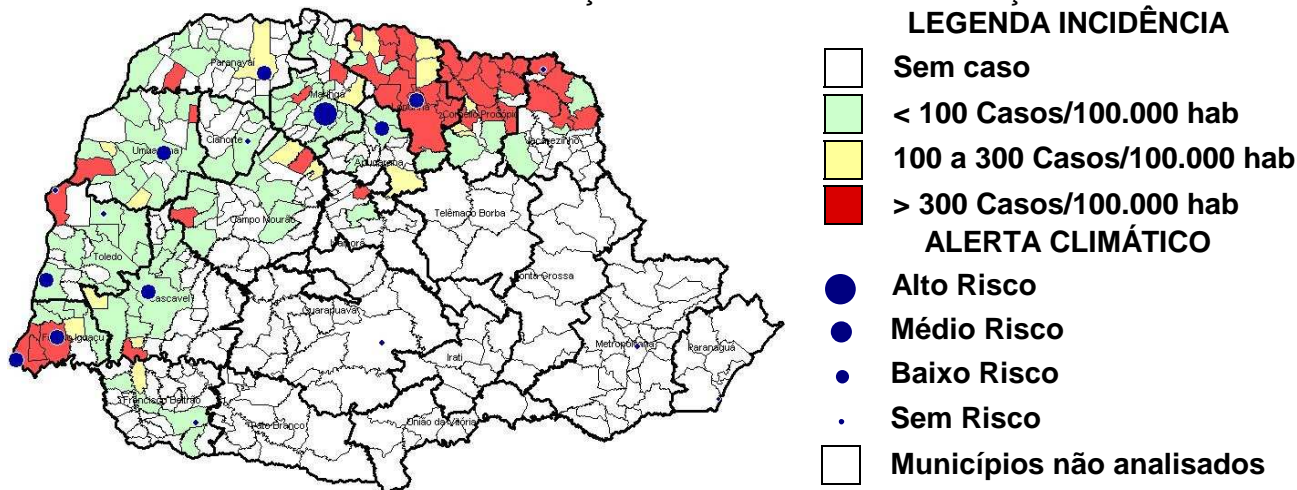 LEGENDA INCIDÊNCIA
Sem caso
< 100 Casos/100.000 hab
100 a 300 Casos/100.000 hab
> 300 Casos/100.000 hab
ALERTA CLIMÁTICO
Alto Risco
Médio Risco
Baixo Risco
Sem Risco
Municípios não analisados
Paranavaí
Maringá
Cornélio Procópio
Jacarezinho
Umuarama
Cianorte
Apucarana
Campo Mourão
Telêmaco Borba
Toledo
Ponta Grossa
Cascavel
Guarapuava
Irati
Metropolitana
Paranaguá
Francisco Beltrão
Pato Branco
União da Vitória